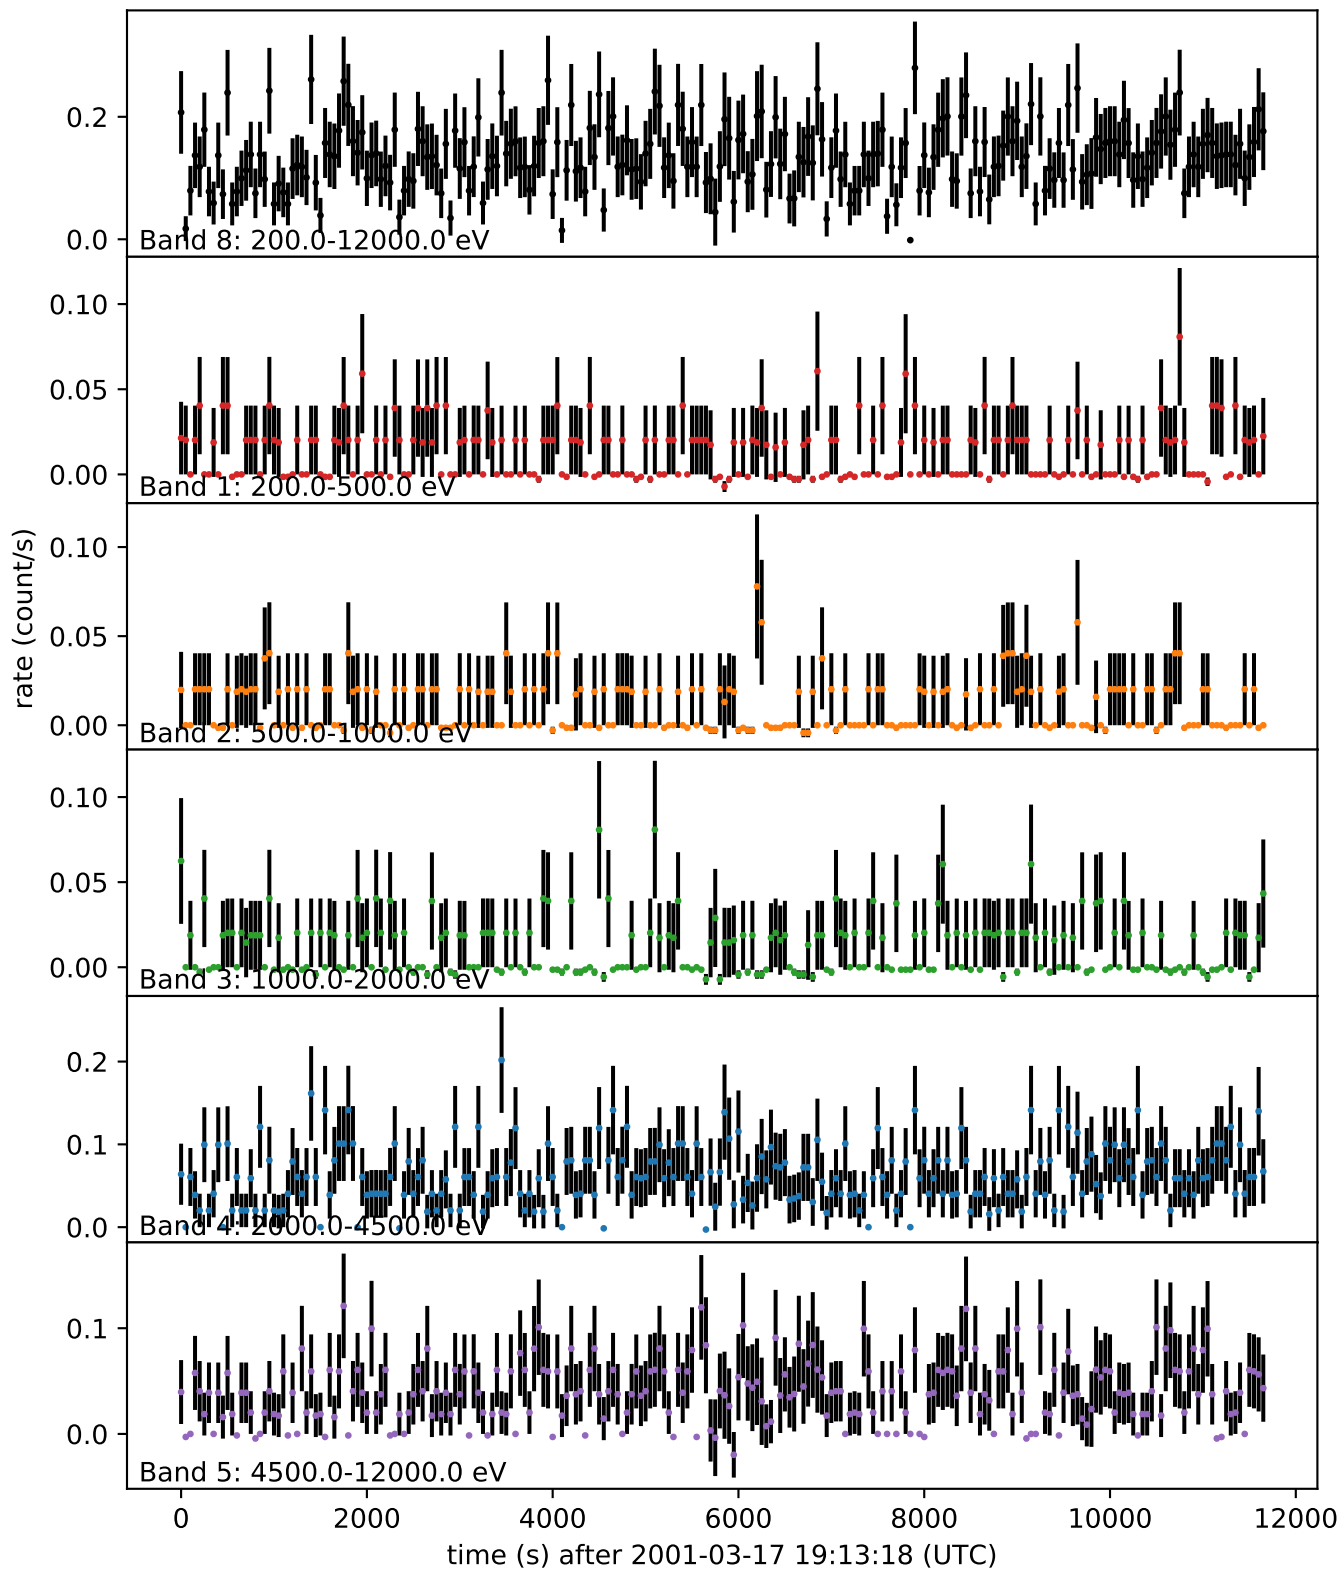 0.2
0.0
Band 8: 200.0-12000.0 eV
0.10
0.05
0.00
Band 1: 200.0-500.0 eV
rate (count/s)
0.10
0.05
0.00
Band 2: 500.0-1000.0 eV
0.10
0.05
0.00
Band 3: 1000.0-2000.0 eV
0.2
0.1
0.0
Band 4: 2000.0-4500.0 eV
0.1
0.0
Band 5: 4500.0-12000.0 eV
0 2000 4000 6000 8000 10000 12000
time (s) after 2001-03-17 19:13:18 (UTC)